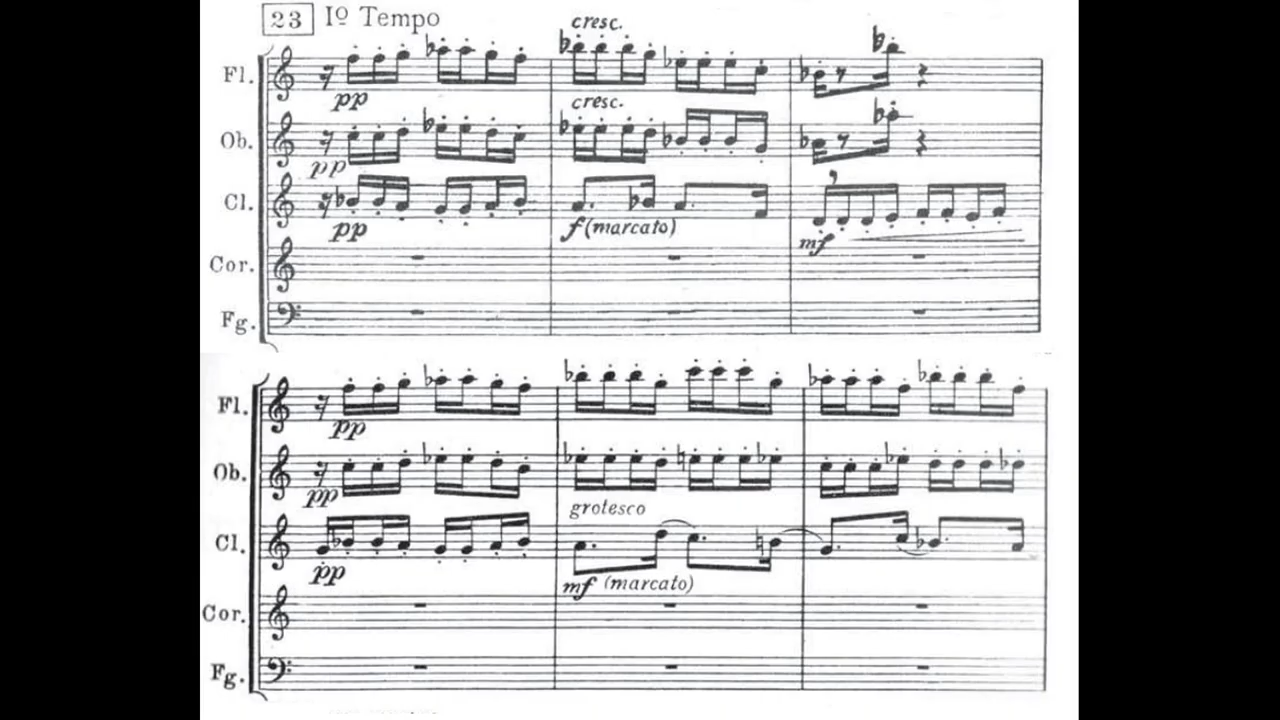 23 Iº Tempo
cresc.
Fl.
pp
cresc.
Ob.
pp
Cl.
pp
f (marcato)
mf
Cor.
Fg.
Fl.
pp
Ob.
pp
grotesco
Cl.
pp
mf (marcato)
Cor.
Fg.